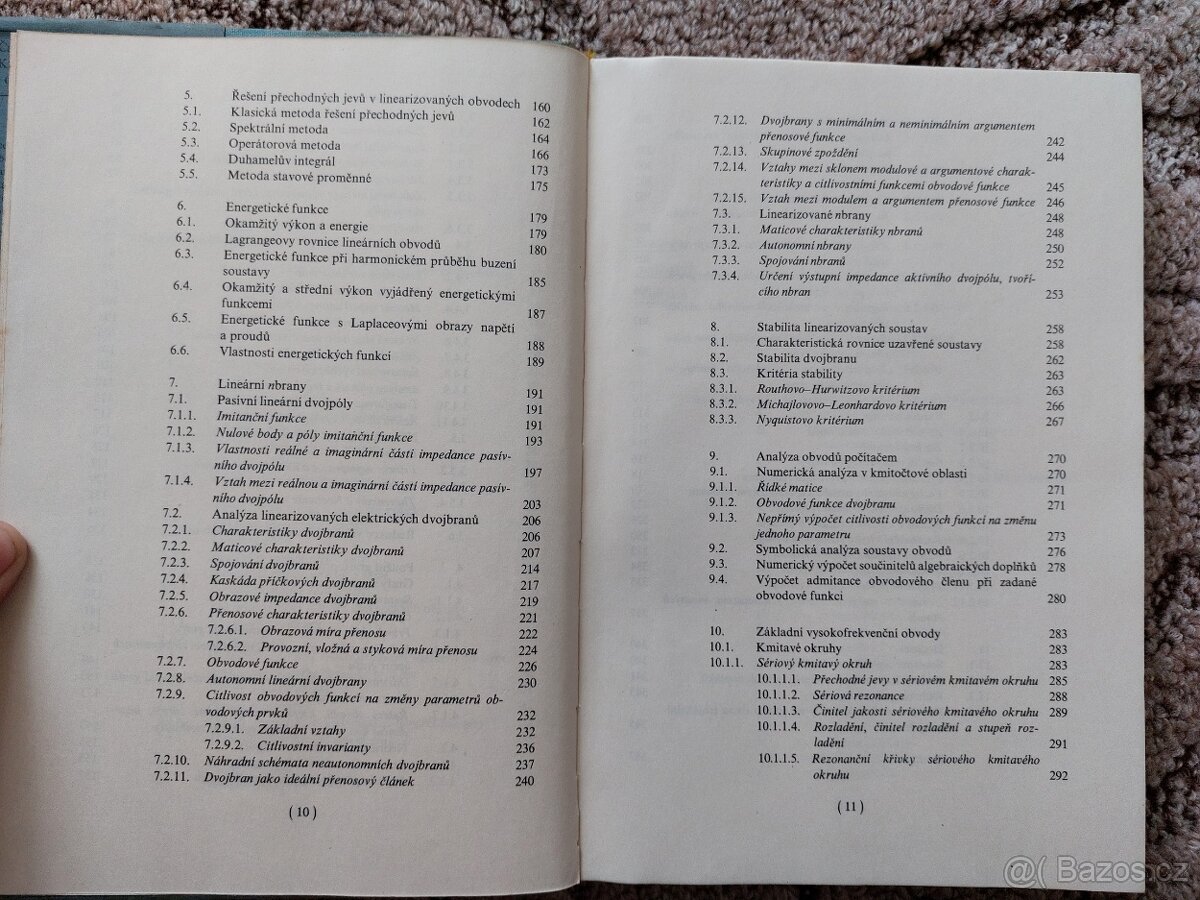 5. Řešení přechodných jevů v linearizovaných obvodech 160
5.1. Klasická metoda řešení přechodných jevů 162
5.2. Spektrální metoda 164
5.3. Operátorová metoda 166
5.4. Duhamelův integrál 173
5.5. Metoda stavové proměnné 175
6. Energetické funkce 179
6.1. Okamžitý výkon a energie 179
6.2. Lagrangeovy rovnice lineárních obvodů 180
6.3. Energetické funkce při harmonickém průběhu buzení
soustavy 185
6.4. Okamžitý a střední výkon vyjádřený energetickými
funkcemi 187
6.5. Energetické funkce s Laplaceovými obrazy napětí
a proudů 188
6.6. Vlastnosti energetických funkcí 189
7. Lineární nbrany 191
7.1. Pasivní lineární dvojpóly 191
7.1.1. Imitanční funkce 191
7.1.2. Nulové body a póly imitanční funkce 193
7.1.3. Vlastnosti reálné a imaginární části impedance pasiv-
ního dvojpólu 197
7.1.4. Vztah mezi reálnou a imaginární částí impedance pasiv-
ního dvojpólu 203
7.2. Analýza linearizovaných elektrických dvojbranů 206
7.2.1. Charakteristiky dvojbranů 206
7.2.2. Maticové charakteristiky dvojbranů 207
7.2.3. Spojování dvojbranů 214
7.2.4. Kaskáda příčkových dvojbranů 217
7.2.5. Obrazové impedance dvojbranů 219
7.2.6. Přenosové charakteristiky dvojbranů 221
7.2.6.1. Obrazová míra přenosu 222
7.2.6.2. Provozní, vložná a styková míra přenosu 224
7.2.7. Obvodové funkce 226
7.2.8. Autonomní lineární dvojbrany 230
7.2.9. Citlivost obvodových funkcí na změny parametrů ob-
vodových prvků 232
7.2.9.1. Základní vztahy 232
7.2.9.2. Citlivostní invarianty 236
7.2.10. Náhradní schémata neautonomních dvojbranů 237
7.2.11. Dvojbran jako ideální přenosový článek 240
( 10 )
7.2.12. Dvojbrany s minimálním a neminimálním argumentem
přenosové funkce 242
7.2.13. Skupinové zpoždění 244
7.2.14. Vztahy mezi sklonem modulové a argumentové charak-
teristiky a citlivostními funkcemi obvodové funkce 245
7.2.15. Vztah mezi modulem a argumentem přenosové funkce 246
7.3. Linearizované nbrany 248
7.3.1. Maticové charakteristiky nbranů 248
7.3.2. Autonomní nbrany 250
7.3.3. Spojování nbranů 252
7.3.4. Určení výstupní impedance aktivního dvojpólu, tvoří-
cího nbran 253
8. Stabilita linearizovaných soustav 258
8.1. Charakteristická rovnice uzavřené soustavy 258
8.2. Stabilita dvojbranu 262
8.3. Kritéria stability 263
8.3.1. Routhovo–Hurwitzovo kritérium 263
8.3.2. Michajlovovo–Leonhardovo kritérium 266
8.3.3. Nyquistovo kritérium 267
9. Analýza obvodů počítačem 270
9.1. Numerická analýza v kmitočtové oblasti 270
9.1.1. Řídké matice 271
9.1.2. Obvodové funkce dvojbranu 271
9.1.3. Nepřímý výpočet citlivosti obvodových funkcí na změnu
jednoho parametru 273
9.2. Symbolická analýza soustavy obvodů 276
9.3. Numerický výpočet součinitelů algebraických doplňků 278
9.4. Výpočet admitance obvodového členu při zadané
obvodové funkci 280
10. Základní vysokofrekvenční obvody 283
10.1. Kmitavé okruhy 283
10.1.1. Sériový kmitavý okruh 283
10.1.1.1. Přechodné jevy v sériovém kmitavém okruhu 285
10.1.1.2. Sériová rezonance 288
10.1.1.3. Činitel jakosti sériového kmitavého okruhu 289
10.1.1.4. Rozladění, činitel rozladění a stupeň roz-
ladění 291
10.1.1.5. Rezonanční křivky sériového kmitavého
okruhu 292
( 11 )
@( Bazos.cz